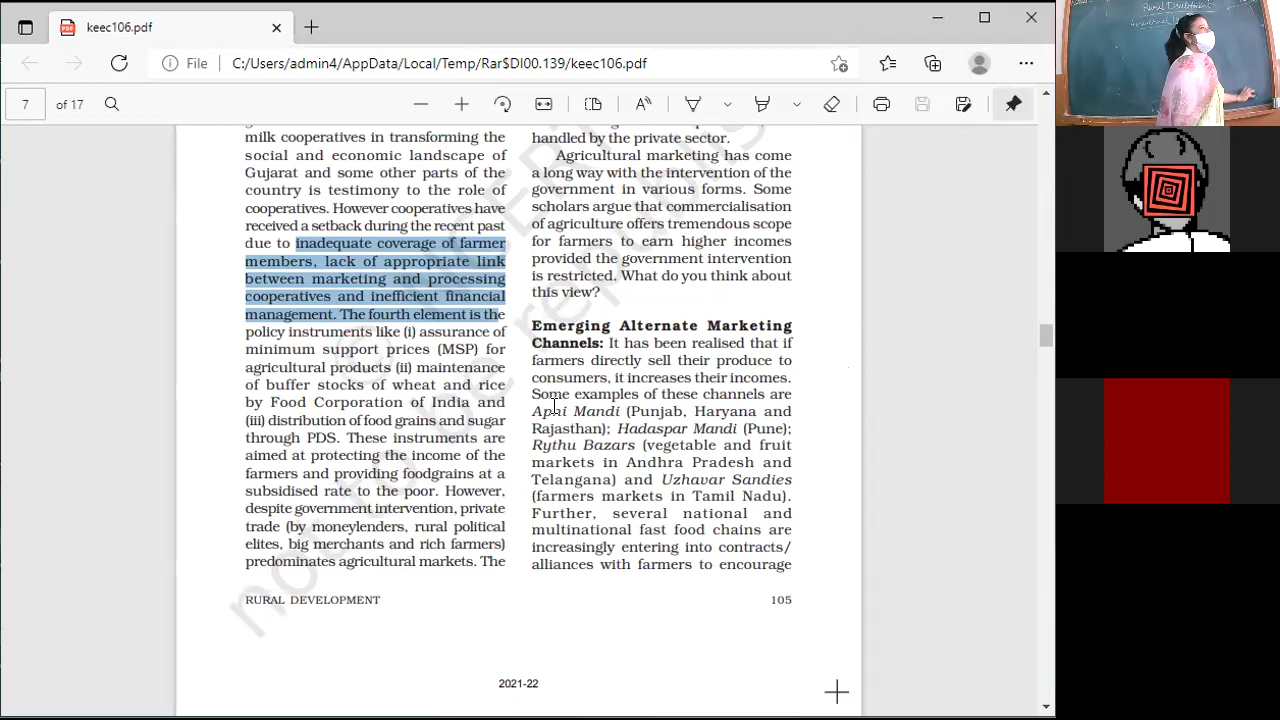 keec106.pdf
File
C:/Users/admin4/AppData/Local/Temp/Rar$DI00.139/keec106.pdf
7 of 17
milk cooperatives in transforming the
social and economic landscape of
Gujarat and some other parts of the
country is testimony to the role of
cooperatives. However cooperatives have
received a setback during the recent past
due to inadequate coverage of farmer
members, lack of appropriate link
between marketing and processing
cooperatives and inefficient financial
management. The fourth element is the
policy instruments like (i) assurance of
minimum support prices (MSP) for
agricultural products (ii) maintenance
of buffer stocks of wheat and rice
by Food Corporation of India and
(iii) distribution of food grains and sugar
through PDS. These instruments are
aimed at protecting the income of the
farmers and providing foodgrains at a
subsidised rate to the poor. However,
despite government intervention, private
trade (by moneylenders, rural political
elites, big merchants and rich farmers)
predominates agricultural markets. The
handled by the private sector.
Agricultural marketing has come
a long way with the intervention of the
government in various forms. Some
scholars argue that commercialisation
of agriculture offers tremendous scope
for farmers to earn higher incomes
provided the government intervention
is restricted. What do you think about
this view?
Emerging Alternate Marketing
Channels: It has been realised that if
farmers directly sell their produce to
consumers, it increases their incomes.
Some examples of these channels are
Apni Mandi (Punjab, Haryana and
Rajasthan); Hadaspar Mandi (Pune);
Rythu Bazars (vegetable and fruit
markets in Andhra Pradesh and
Telangana) and Uzhavar Sandies
(farmers markets in Tamil Nadu).
Further, several national and
multinational fast food chains are
increasingly entering into contracts/
alliances with farmers to encourage
RURAL DEVELOPMENT
105
2021-22
not to be republis
Rural Development